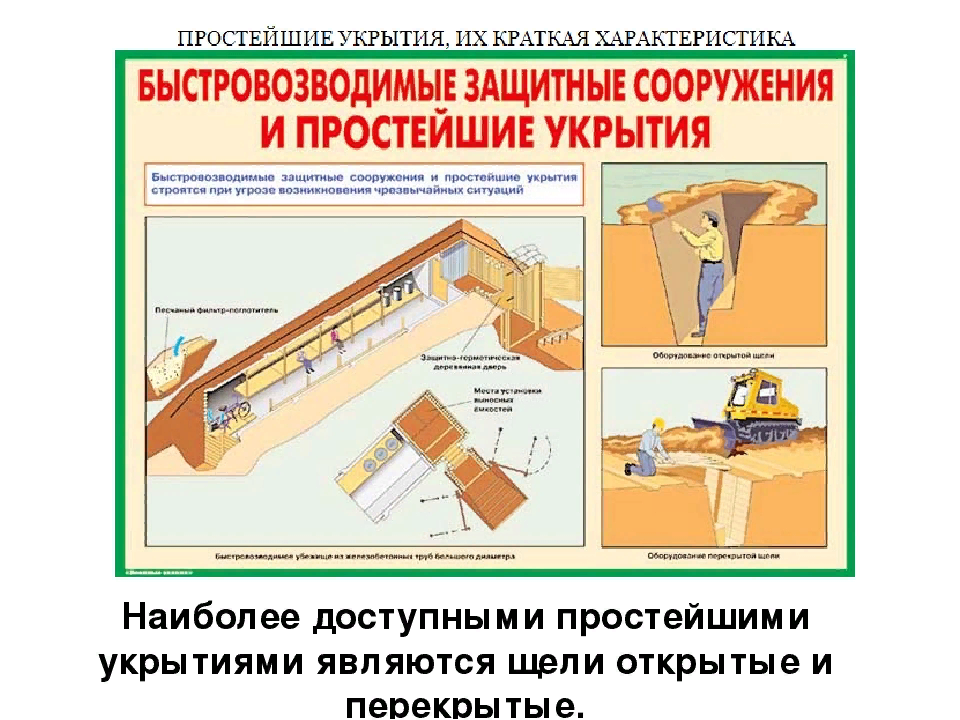 ПРОСТЕЙШИЕ УКРЫТИЯ, ИХ КРАТКАЯ ХАРАКТЕРИСТИКА
БЫСТРОВОЗВОДИМЫЕ ЗАЩИТНЫЕ СООРУЖЕНИЯ
И ПРОСТЕЙШИЕ УКРЫТИЯ
Быстровозводимые защитные сооружения и простейшие укрытия
строятся при угрозе возникновения чрезвычайных ситуаций
Песчаный фильтр-поглотитель
Защитно-герметическая
деревянная дверь
Места установки
выносных
ёмкостей
Быстровозводимое убежище из железобетонных труб большого диаметра
Оборудование открытой щели
Оборудование перекрытой щели
Наиболее доступными простейшими
укрытиями являются щели открытые и
перекрытые.